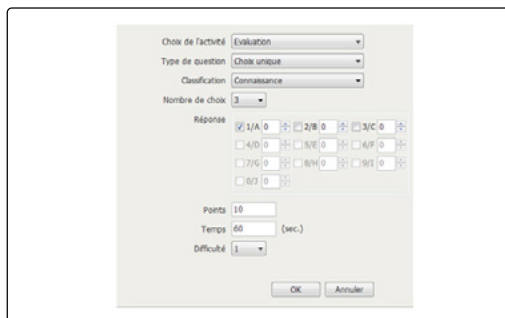 Choix de l'activité Evaluation
Type de question Choix unique
Classification Connaissance
Nombre de choix 3
Réponse
1/A 0 2/B 0 3/C 0
4/D 0 5/E 0 6/F 0
7/G 0 8/H 0 9/I 0
0/J 0
Points 10
Temps 60 (sec.)
Difficulté 1
OK Annuler